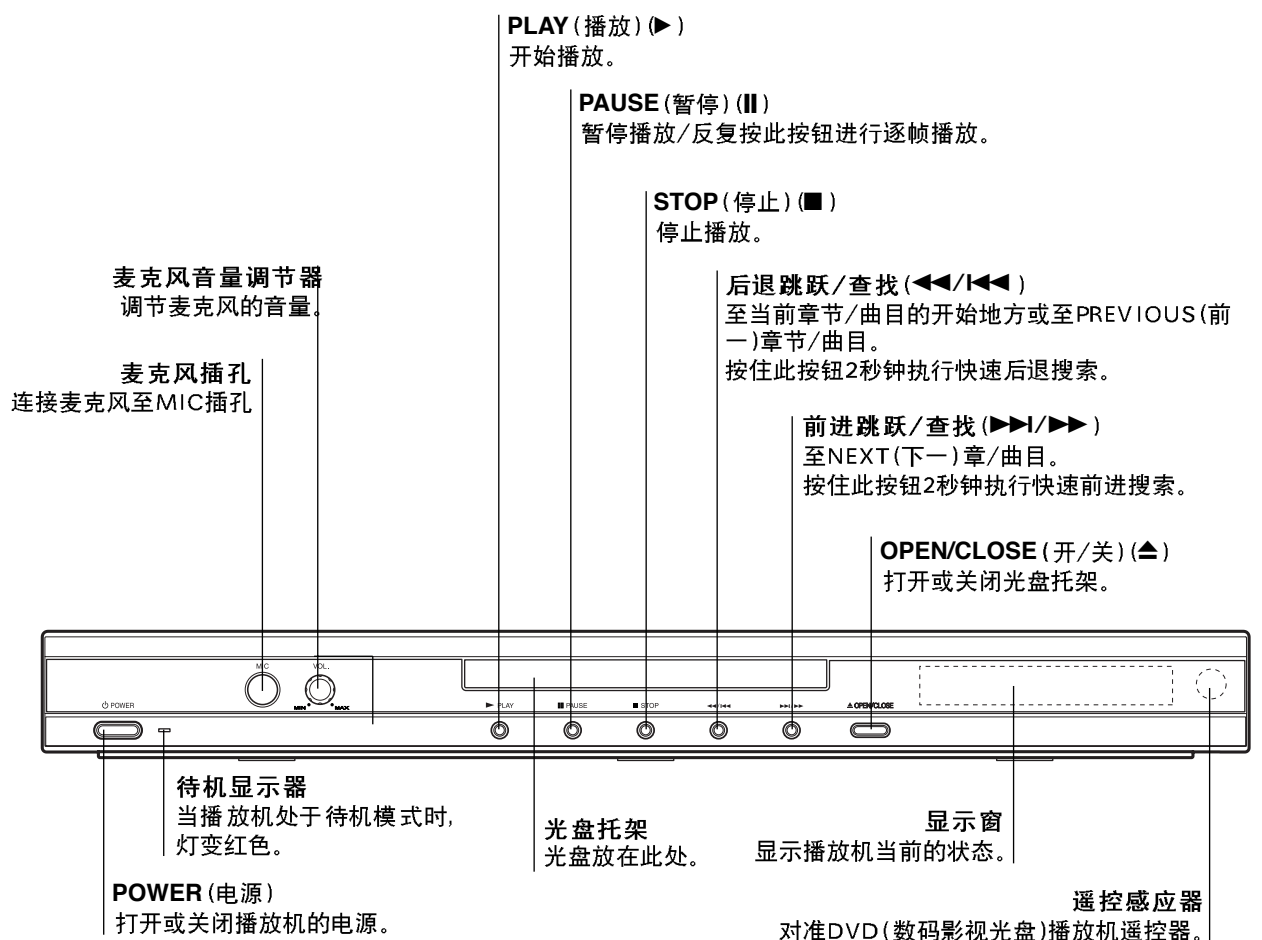 PLAY(播放)(▶)
开始播放。
PAUSE(暂停)(❚❚)
暂停播放/反复按此按钮进行逐帧播放。
STOP(停止)(■)
停止播放。
麦克风音量调节器
调节麦克风的音量。
后退跳跃/查找(◀◀/I◀◀)
至当前章节/曲目的开始地方或至PREVIOUS(前
一)章节/曲目。
按住此按钮2秒钟执行快速后退搜索。
麦克风插孔
连接麦克风至MIC插孔
前进跳跃/查找(▶▶I/▶▶)
至NEXT(下一)章/曲目。
按住此按钮2秒钟执行快速前进搜索。
OPEN/CLOSE(开/关)(⏏)
打开或关闭光盘托架。
MIC
VOL.
MIN
MAX
⏻ POWER
▶ PLAY
❚❚ PAUSE
■ STOP
◀◀/I◀◀
▶▶I/▶▶
⏏ OPEN/CLOSE
待机显示器
当播放机处于待机模式时,
灯变红色。
光盘托架
光盘放在此处。
显示窗
显示播放机当前的状态。
POWER(电源)
打开或关闭播放机的电源。
遥控感应器
对准DVD(数码影视光盘)播放机遥控器。